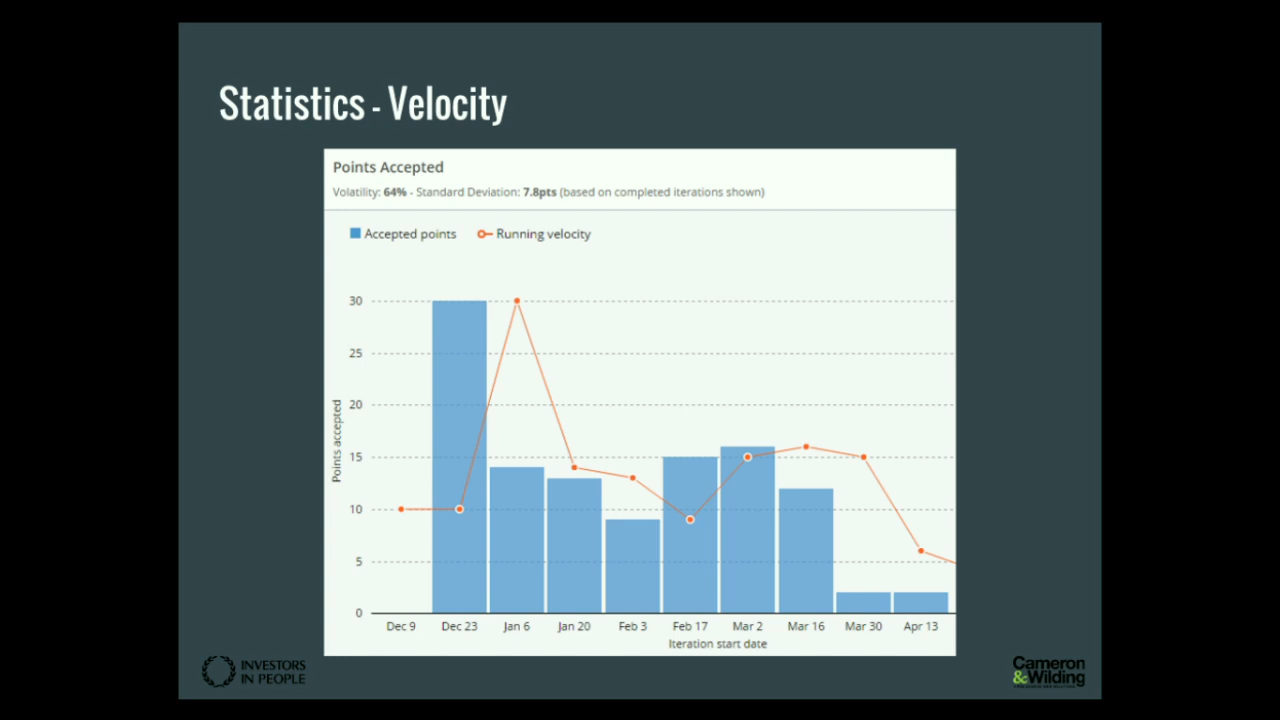 Statistics - Velocity
Points Accepted
Volatility: 64% - Standard Deviation: 7.8pts (based on completed iterations shown)
Accepted points
Running velocity
30
25
20
15
10
5
0
Points accepted
Dec 9 Dec 23 Jan 6 Jan 20 Feb 3 Feb 17 Mar 2 Mar 16 Mar 30 Apr 13
Iteration start date
INVESTORS
IN PEOPLE
Cameron
&Wilding